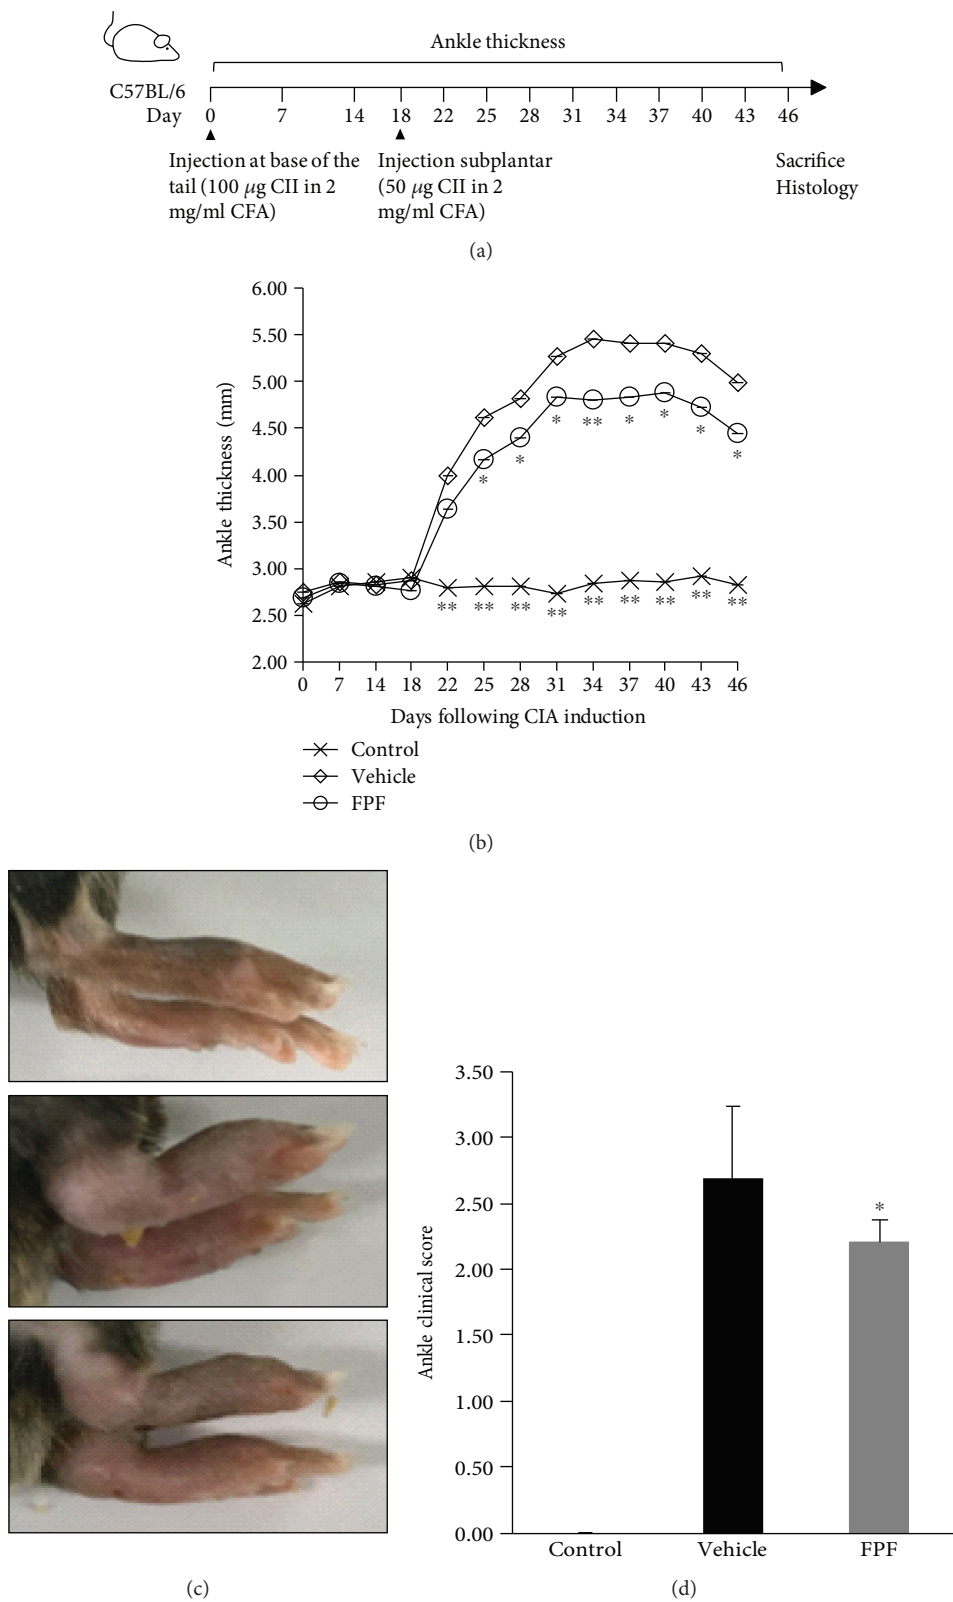 Ankle thickness
C57BL/6
Day 0 7 14 18 22 25 28 31 34 37 40 43 46
Injection at base of the
tail (100 μg CII in 2
mg/ml CFA)
Injection subplantar
(50 μg CII in 2
mg/ml CFA)
Sacrifice
Histology
(a)
6.00
5.50
5.00
4.50
4.00
3.50
3.00
2.50
2.00
Ankle thickness (mm)
* * * ** * * * *
** ** ** ** ** ** ** ** **
0 7 14 18 22 25 28 31 34 37 40 43 46
Days following CIA induction
Control
Vehicle
FPF
(b)
(c)
3.50
3.00
2.50
2.00
1.50
1.00
0.50
0.00
Ankle clinical score
*
Control Vehicle FPF
(d)